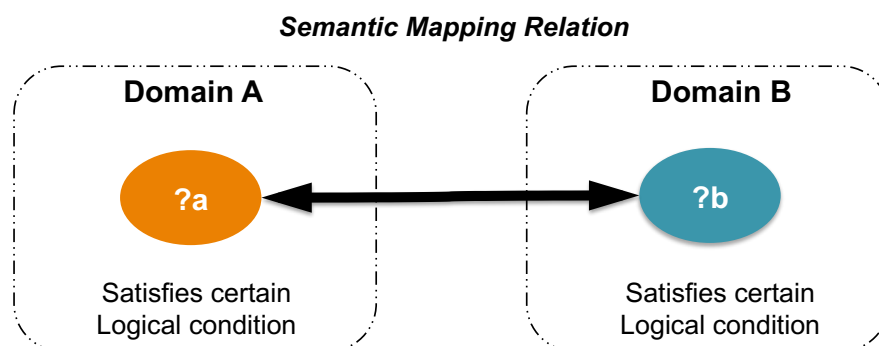 Semantic Mapping Relation
Domain A
Domain B
?a
?b
Satisfies certain
Logical condition
Satisfies certain
Logical condition